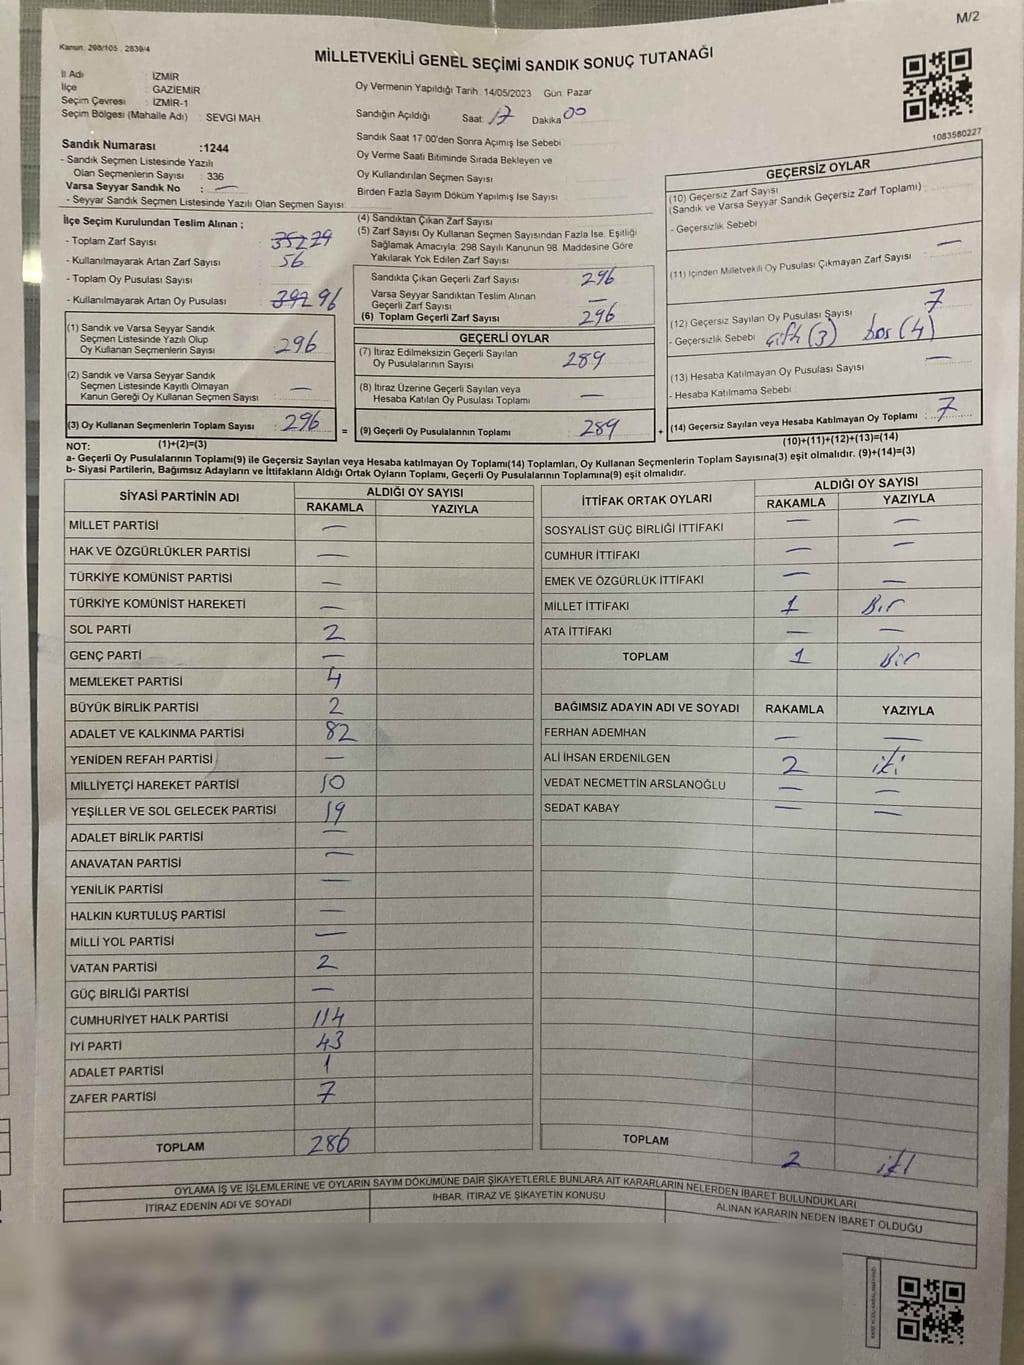 M/2
Kanun: 298/105 , 2839/4
MİLLETVEKİLİ GENEL SEÇİMİ SANDIK SONUÇ TUTANAĞI
İl Adı : İZMİR
İlçe : GAZİEMİR
Seçim Çevresi : İZMİR-1
Seçim Bölgesi (Mahalle Adı) : SEVGİ MAH.
Oy Vermenin Yapıldığı Tarih: 14/05/2023 Gün: Pazar
Sandığın Açıldığı Saat: 17 Dakika: 00
Sandık Saat 17:00'den Sonra Açımış İse Sebebi:
Oy Verme Saati Bitiminde Sırada Bekleyen ve
Oy Kullandırılan Seçmen Sayısı
Birden Fazla Sayım Döküm Yapılmış İse Sayısı
1083580227
Sandık Numarası :1244
- Sandık Seçmen Listesinde Yazılı
Olan Seçmenlerin Sayısı : 336
Varsa Seyyar Sandık No : —
- Seyyar Sandık Seçmen Listesinde Yazılı Olan Seçmen Sayısı:
İlçe Seçim Kurulundan Teslim Alınan ;
- Toplam Zarf Sayısı :
- Kullanılmayarak Artan Zarf Sayısı : 56
- Toplam Oy Pusulası Sayısı :
- Kullanılmayarak Artan Oy Pusulası : 96
(1) Sandık ve Varsa Seyyar Sandık
Seçmen Listesinde Yazılı Olup
Oy Kullanan Seçmenlerin Sayısı : 296
(2) Sandık ve Varsa Seyyar Sandık
Seçmen Listesinde Kayıtlı Olmayan
Kanun Gereği Oy Kullanan Seçmen Sayısı : —
(3) Oy Kullanan Seçmenlerin Toplam Sayısı : 296
(1)+(2)=(3)
(4) Sandıktan Çıkan Zarf Sayısı
(5) Zarf Sayısı Oy Kullanan Seçmen Sayısından Fazla İse, Eşitliği
Sağlamak Amacıyla; 298 Sayılı Kanunun 98. Maddesine Göre
Yakılarak Yok Edilen Zarf Sayısı
Sandıkta Çıkan Geçerli Zarf Sayısı : 296
Varsa Seyyar Sandıktan Teslim Alınan
Geçerli Zarf Sayısı : —
(6) Toplam Geçerli Zarf Sayısı : 296
GEÇERLİ OYLAR
(7) İtiraz Edilmeksizin Geçerli Sayılan
Oy Pusulalarının Sayısı : 289
(8) İtiraz Üzerine Geçerli Sayılan veya
Hesaba Katılan Oy Pusulası Toplamı : —
= (9) Geçerli Oy Pusulalarının Toplamı : 289
GEÇERSİZ OYLAR
(10) Geçersiz Zarf Sayısı
(Sandık ve Varsa Seyyar Sandık Geçersiz Zarf Toplamı) :
- Geçersizlik Sebebi
(11) İçinden Milletvekili Oy Pusulası Çıkmayan Zarf Sayısı : —
(12) Geçersiz Sayılan Oy Pusulası Sayısı 7
- Geçersizlik Sebebi : çift (3) boş (4)
(13) Hesaba Katılmayan Oy Pusulası Sayısı —
- Hesaba Katılmama Sebebi
+ (14) Geçersiz Sayılan veya Hesaba Katılmayan Oy Toplamı : 7
(10)+(11)+(12)+(13)=(14)
NOT:
a- Geçerli Oy Pusulalarının Toplamı(9) ile Geçersiz Sayılan veya Hesaba katılmayan Oy Toplamı(14) Toplamları, Oy Kullanan Seçmenlerin Toplam Sayısına(3) eşit olmalıdır. (9)+(14)=(3)
b- Siyasi Partilerin, Bağımsız Adayların ve İttifakların Aldığı Ortak Oyların Toplamı, Geçerli Oy Pusulalarının Toplamına(9) eşit olmalıdır.
SİYASİ PARTİNİN ADI
ALDIĞI OY SAYISI
RAKAMLA YAZIYLA
MİLLET PARTİSİ —
HAK VE ÖZGÜRLÜKLER PARTİSİ —
TÜRKİYE KOMÜNİST PARTİSİ —
TÜRKİYE KOMÜNİST HAREKETİ —
SOL PARTİ 2
GENÇ PARTİ —
MEMLEKET PARTİSİ 4
BÜYÜK BİRLİK PARTİSİ 2
ADALET VE KALKINMA PARTİSİ 82
YENİDEN REFAH PARTİSİ —
MİLLİYETÇİ HAREKET PARTİSİ 10
YEŞİLLER VE SOL GELECEK PARTİSİ 19
ADALET BİRLİK PARTİSİ —
ANAVATAN PARTİSİ —
YENİLİK PARTİSİ —
HALKIN KURTULUŞ PARTİSİ —
MİLLİ YOL PARTİSİ —
VATAN PARTİSİ 2
GÜÇ BİRLİĞİ PARTİSİ —
CUMHURİYET HALK PARTİSİ 114
İYİ PARTİ 43
ADALET PARTİSİ 1
ZAFER PARTİSİ 7
TOPLAM 286
İTTİFAK ORTAK OYLARI
ALDIĞI OY SAYISI
RAKAMLA YAZIYLA
SOSYALİST GÜÇ BİRLİĞİ İTTİFAKI — —
CUMHUR İTTİFAKI — —
EMEK VE ÖZGÜRLÜK İTTİFAKI — —
MİLLET İTTİFAKI 1 Bir
ATA İTTİFAKI — —
TOPLAM 1 Bir
BAĞIMSIZ ADAYIN ADI VE SOYADI RAKAMLA YAZIYLA
FERHAN ADEMHAN — —
ALİ İHSAN ERDENİLGEN 2 iki
VEDAT NECMETTİN ARSLANOĞLU — —
SEDAT KABAY — —
TOPLAM 2 iki
OYLAMA İŞ VE İŞLEMLERİNE VE OYLARIN SAYIM DÖKÜMÜNE DAİR ŞİKAYETLERLE BUNLARA AİT KARARLARIN NELERDEN İBARET BULUNDUKLARI
İTİRAZ EDENİN ADI VE SOYADI
İHBAR, İTİRAZ VE ŞİKAYETİN KONUSU
ALINAN KARARIN NEDEN İBARET OLDUĞU